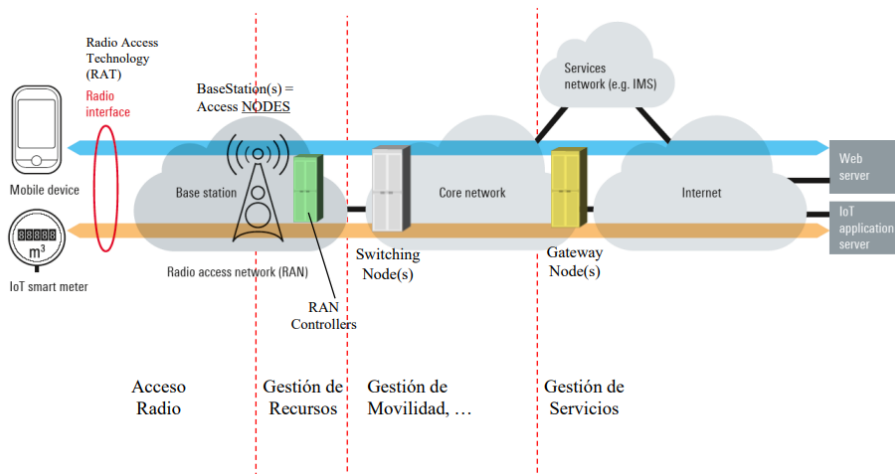 Radio Access
Technology
(RAT)
Radio
interface
BaseStation(s) =
Access NODES
Services
network (e.g. IMS)
Mobile device
Base station
Core network
Internet
Web
server
IoT
application
server
88888
m³
IoT smart meter
Radio access network (RAN)
Switching
Node(s)
Gateway
Node(s)
RAN
Controllers
Acceso
Radio
Gestión de
Recursos
Gestión de
Movilidad, …
Gestión de
Servicios